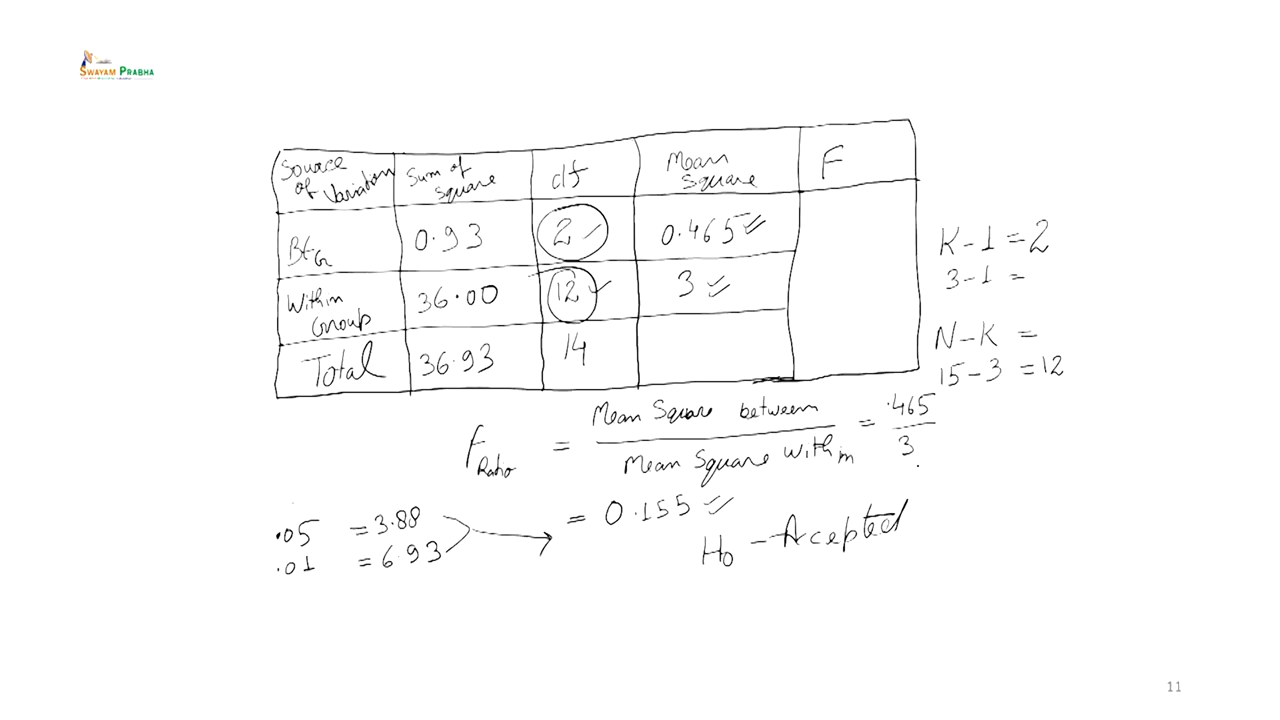 SWAYAM PRABHA
Source of Variation Sum of Square df Mean Square F
BtG 0.93 2 0.465
Within Group 36.00 12 3
Total 36.93 14
K-1 = 2
3-1 =
N-K =
15-3 = 12
F Ratio = Mean Square between / Mean Square within = .465 / 3
= 0.155
.05 = 3.88
.01 = 6.93
H0 - Accepted
11